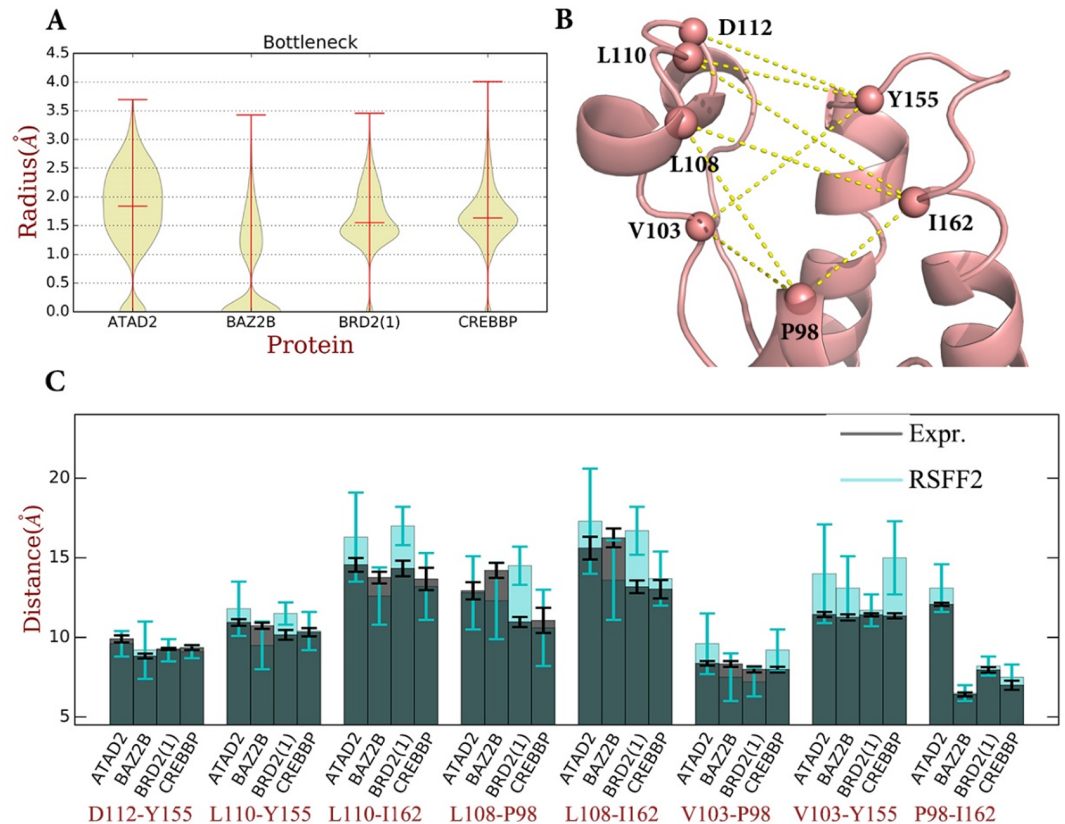 A
Bottleneck
4.5
4.0
3.5
3.0
2.5
2.0
1.5
1.0
0.5
0.0
Radius(Å)
ATAD2 BAZ2B BRD2(1) CREBBP
Protein
B
D112
L110
Y155
L108
I162
V103
P98
C
Expr.
RSFF2
20
15
10
5
Distance(Å)
ATAD2 BAZ2B BRD2(1) CREBBP ATAD2 BAZ2B BRD2(1) CREBBP ATAD2 BAZ2B BRD2(1) CREBBP ATAD2 BAZ2B BRD2(1) CREBBP ATAD2 BAZ2B BRD2(1) CREBBP ATAD2 BAZ2B BRD2(1) CREBBP ATAD2 BAZ2B BRD2(1) CREBBP ATAD2 BAZ2B BRD2(1) CREBBP
D112-Y155 L110-Y155 L110-I162 L108-P98 L108-I162 V103-P98 V103-Y155 P98-I162